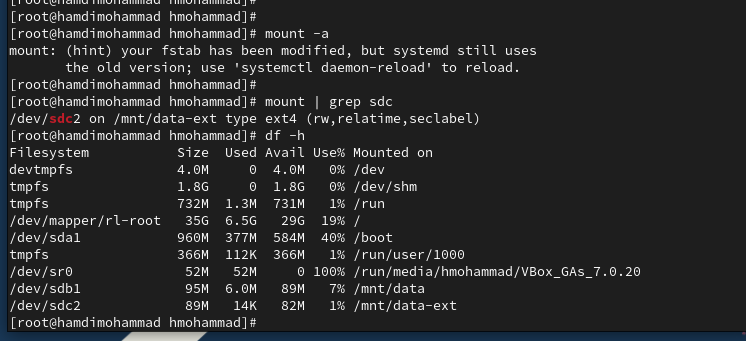 [root@hamdimohammad hmohammad]#
[root@hamdimohammad hmohammad]#
[root@hamdimohammad hmohammad]# mount -a
mount: (hint) your fstab has been modified, but systemd still uses
       the old version; use 'systemctl daemon-reload' to reload.
[root@hamdimohammad hmohammad]#
[root@hamdimohammad hmohammad]# mount | grep sdc
/dev/sdc2 on /mnt/data-ext type ext4 (rw,relatime,seclabel)
[root@hamdimohammad hmohammad]# df -h
Filesystem           Size  Used Avail Use% Mounted on
devtmpfs             4.0M     0  4.0M   0% /dev
tmpfs                1.8G     0  1.8G   0% /dev/shm
tmpfs                732M  1.3M  731M   1% /run
/dev/mapper/rl-root   35G  6.5G   29G  19% /
/dev/sda1            960M  377M  584M  40% /boot
tmpfs                366M  112K  366M   1% /run/user/1000
/dev/sr0              52M   52M     0 100% /run/media/hmohammad/VBox_GAs_7.0.20
/dev/sdb1             95M  6.0M   89M   7% /mnt/data
/dev/sdc2             89M   14K   82M   1% /mnt/data-ext
[root@hamdimohammad hmohammad]#